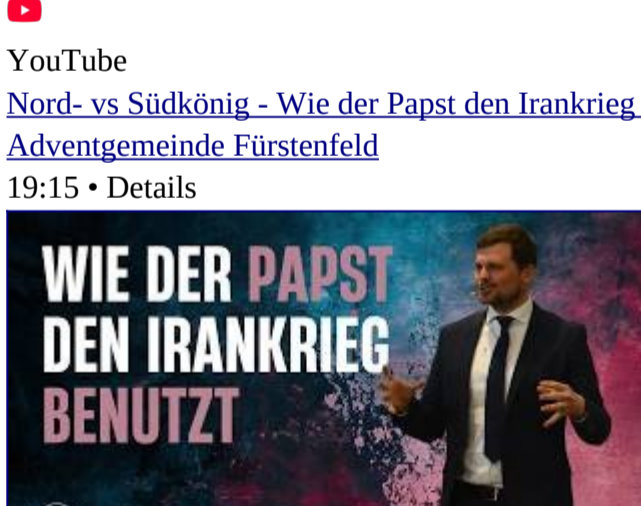 YouTube
Nord- vs Südkönig - Wie der Papst den Irankrieg
Adventgemeinde Fürstenfeld
19:15 • Details
WIE DER PAPST
DEN IRANKRIEG
BENUTZT